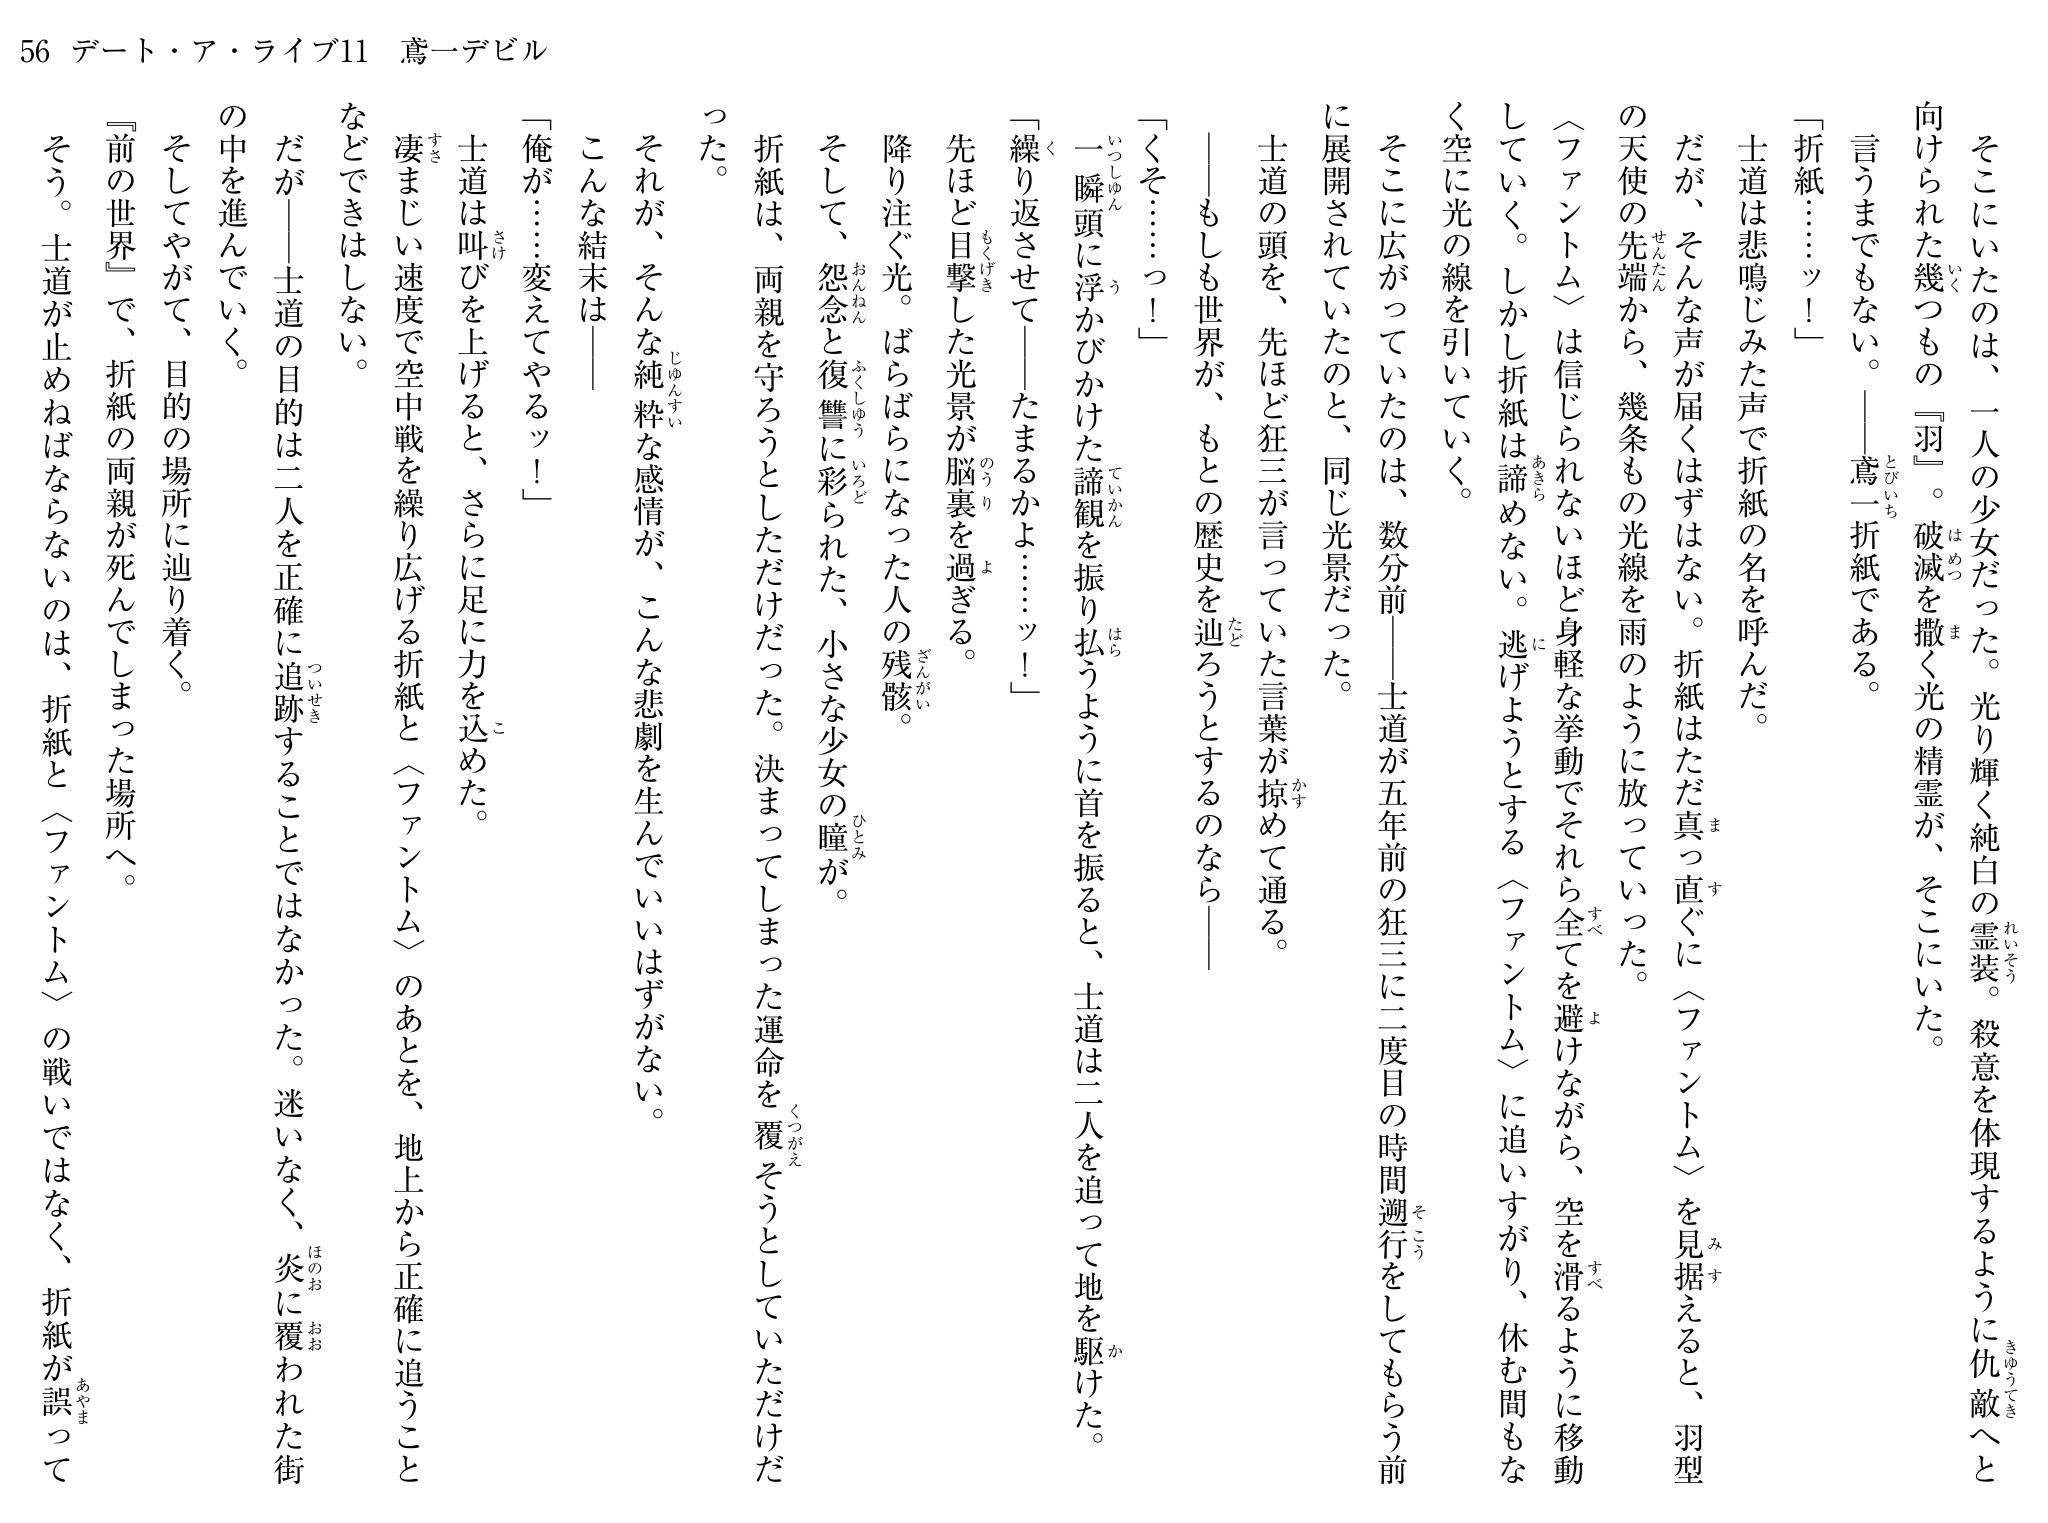 56 デート・ア・ライブ11　鳶一デビル
　そこにいたのは、一人の少女だった。光り輝く純白の霊装。殺意を体現するように仇敵へと
向けられた幾つもの『羽』。破滅を撒く光の精霊が、そこにいた。
　言うまでもない。――鳶一折紙である。
「折紙……ッ！」
　士道は悲鳴じみた声で折紙の名を呼んだ。
　だが、そんな声が届くはずはない。折紙はただ真っ直ぐに〈ファントム〉を見据えると、羽型
の天使の先端から、幾条もの光線を雨のように放っていった。
〈ファントム〉は信じられないほど身軽な挙動でそれら全てを避けながら、空を滑るように移動
していく。しかし折紙は諦めない。逃げようとする〈ファントム〉に追いすがり、休む間もな
く空に光の線を引いていく。
　そこに広がっていたのは、数分前――士道が五年前の狂三に二度目の時間遡行をしてもらう前
に展開されていたのと、同じ光景だった。
　士道の頭を、先ほど狂三が言っていた言葉が掠めて通る。
　――もしも世界が、もとの歴史を辿ろうとするのなら――
「くそ……っ！」
　一瞬頭に浮かびかけた諦観を振り払うように首を振ると、士道は二人を追って地を駆けた。
「繰り返させて――たまるかよ……ッ！」
　先ほど目撃した光景が脳裏を過ぎる。
　降り注ぐ光。ばらばらになった人の残骸。
　そして、怨念と復讐に彩られた、小さな少女の瞳が。
　折紙は、両親を守ろうとしただけだった。決まってしまった運命を覆そうとしていただけだ
った。
　それが、そんな純粋な感情が、こんな悲劇を生んでいいはずがない。
　こんな結末は――
「俺が……変えてやるッ！」
　士道は叫びを上げると、さらに足に力を込めた。
　凄まじい速度で空中戦を繰り広げる折紙と〈ファントム〉のあとを、地上から正確に追うこと
などできはしない。
　だが――士道の目的は二人を正確に追跡することではなかった。迷いなく、炎に覆われた街
の中を進んでいく。
　そしてやがて、目的の場所に辿り着く。
『前の世界』で、折紙の両親が死んでしまった場所へ。
　そう。士道が止めねばならないのは、折紙と〈ファントム〉の戦いではなく、折紙が誤って